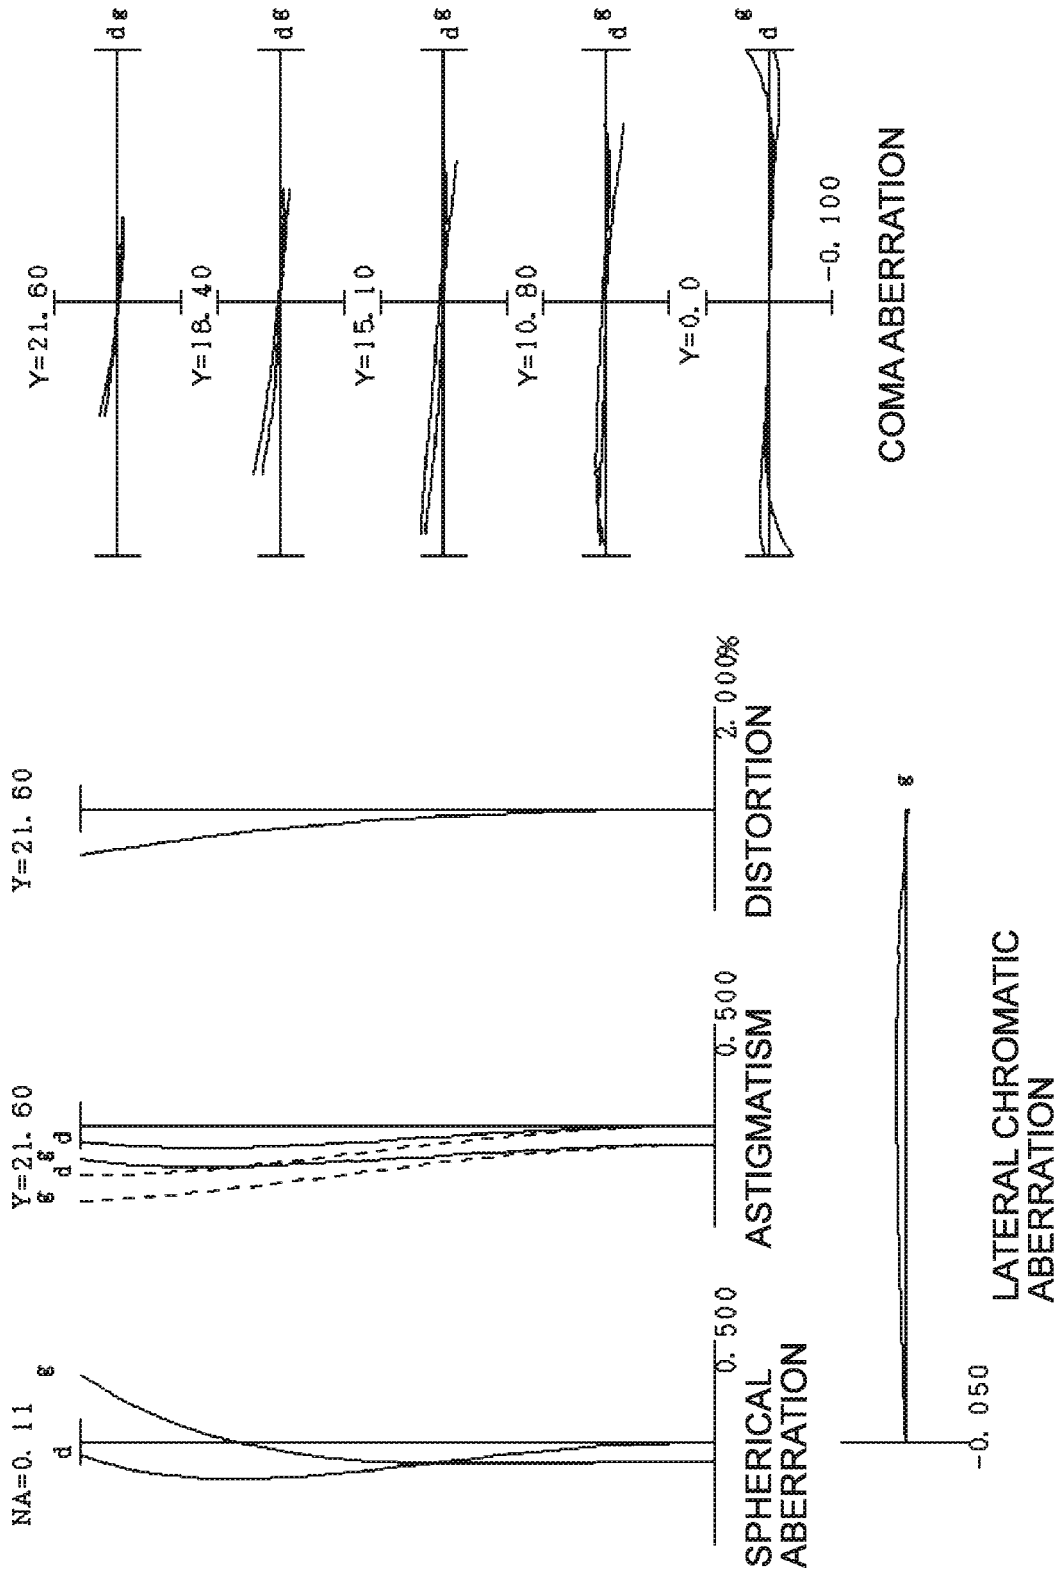 NA=0. 11
d
g
0. 500
SPHERICAL
ABERRATION
Y=21. 60
g
d
g
d
0. 500
ASTIGMATISM
Y=21. 60
2. 000%
DISTORTION
g
-0. 050
LATERAL CHROMATIC
ABERRATION
Y=21. 60
d g
Y=18. 40
d g
Y=15. 10
d g
Y=10. 80
d g
Y=0. 0
g
d
-0. 100
COMA ABERRATION